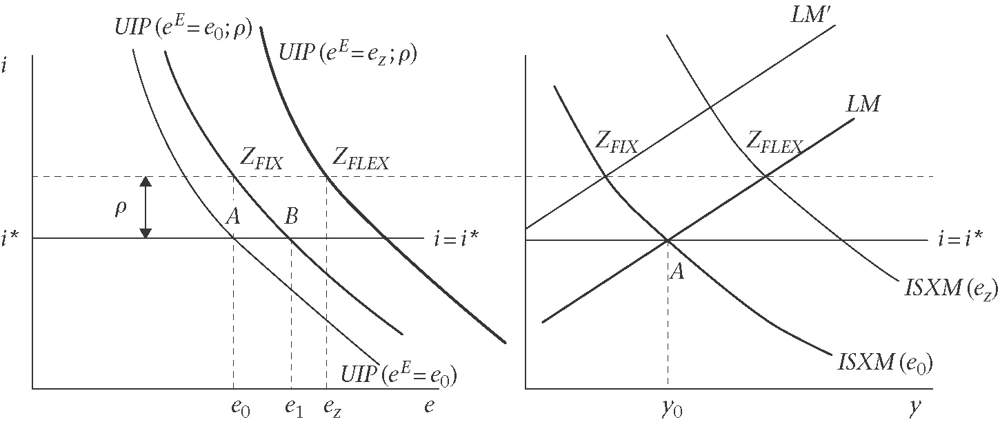 UIP (e^E = e_0; ρ)
UIP (e^E = e_z; ρ)
i
Z_FIX
Z_FLEX
ρ
A
B
i*
i = i*
UIP (e^E = e_0)
e_0
e_1
e_z
e
LM′
LM
Z_FIX
Z_FLEX
i = i*
A
ISXM (e_z)
ISXM (e_0)
y_0
y